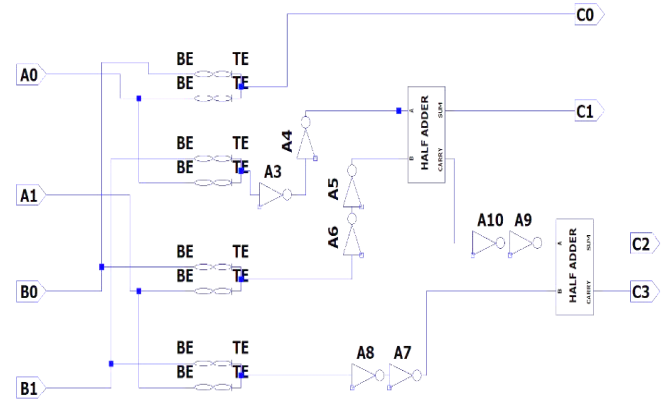 C0
BE TE
A0
BE TE
A4
HALF ADDER
A
B
SUM
CARRY
C1
BE TE
BE TE
A3
A5
A1
A6
A10 A9
HALF ADDER
A
B
SUM
CARRY
C2
BE TE
B0
BE TE
C3
BE TE
A8 A7
BE TE
B1